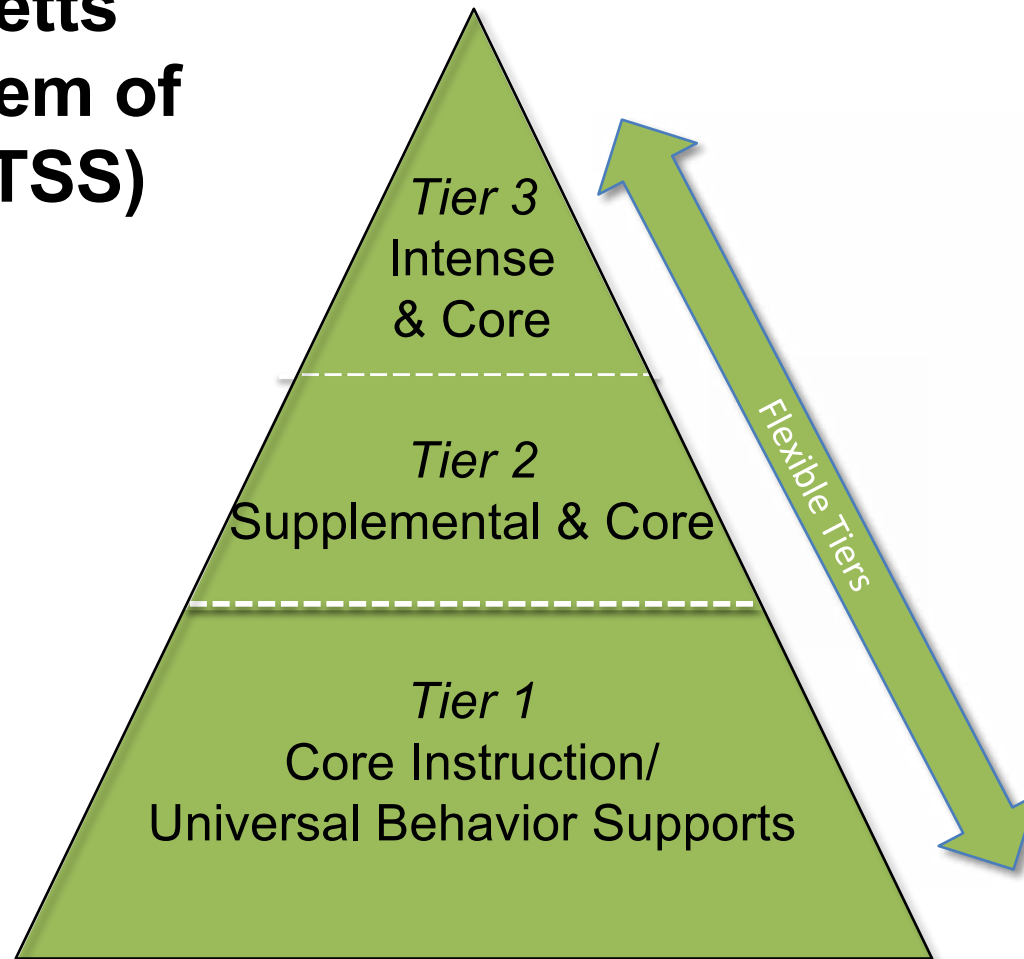 etts
em of
TSS)
Tier 3
Intense
& Core
Tier 2
Supplemental & Core
Tier 1
Core Instruction/
Universal Behavior Supports
Flexible Tiers